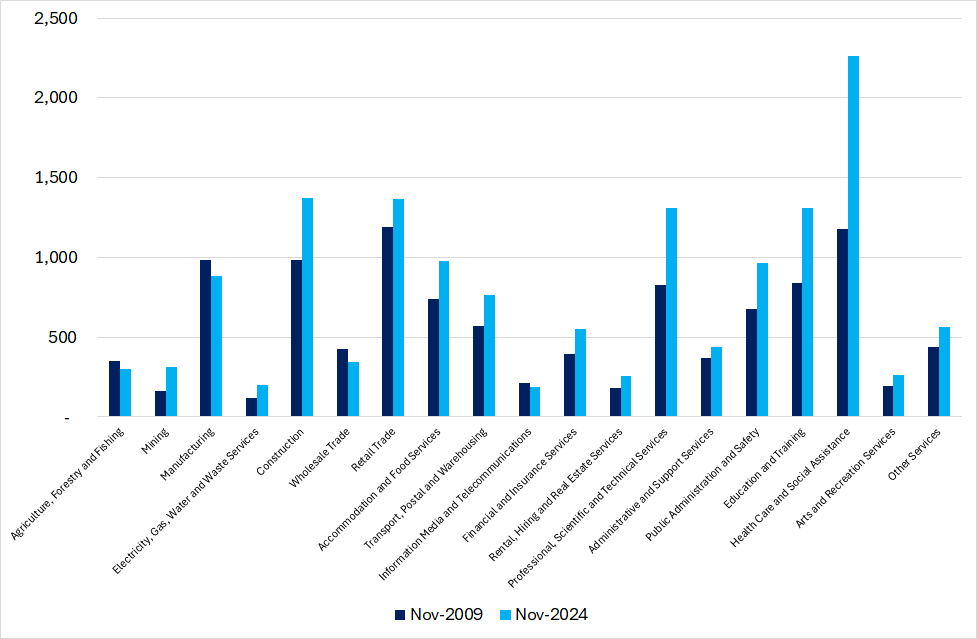 2,500
2,000
1,500
1,000
500
-
Agriculture, Forestry and Fishing
Mining
Manufacturing
Electricity, Gas, Water and Waste Services
Construction
Wholesale Trade
Retail Trade
Accommodation and Food Services
Transport, Postal and Warehousing
Information Media and Telecommunications
Financial and Insurance Services
Rental, Hiring and Real Estate Services
Professional, Scientific and Technical Services
Administrative and Support Services
Public Administration and Safety
Education and Training
Health Care and Social Assistance
Arts and Recreation Services
Other Services
Nov-2009 Nov-2024